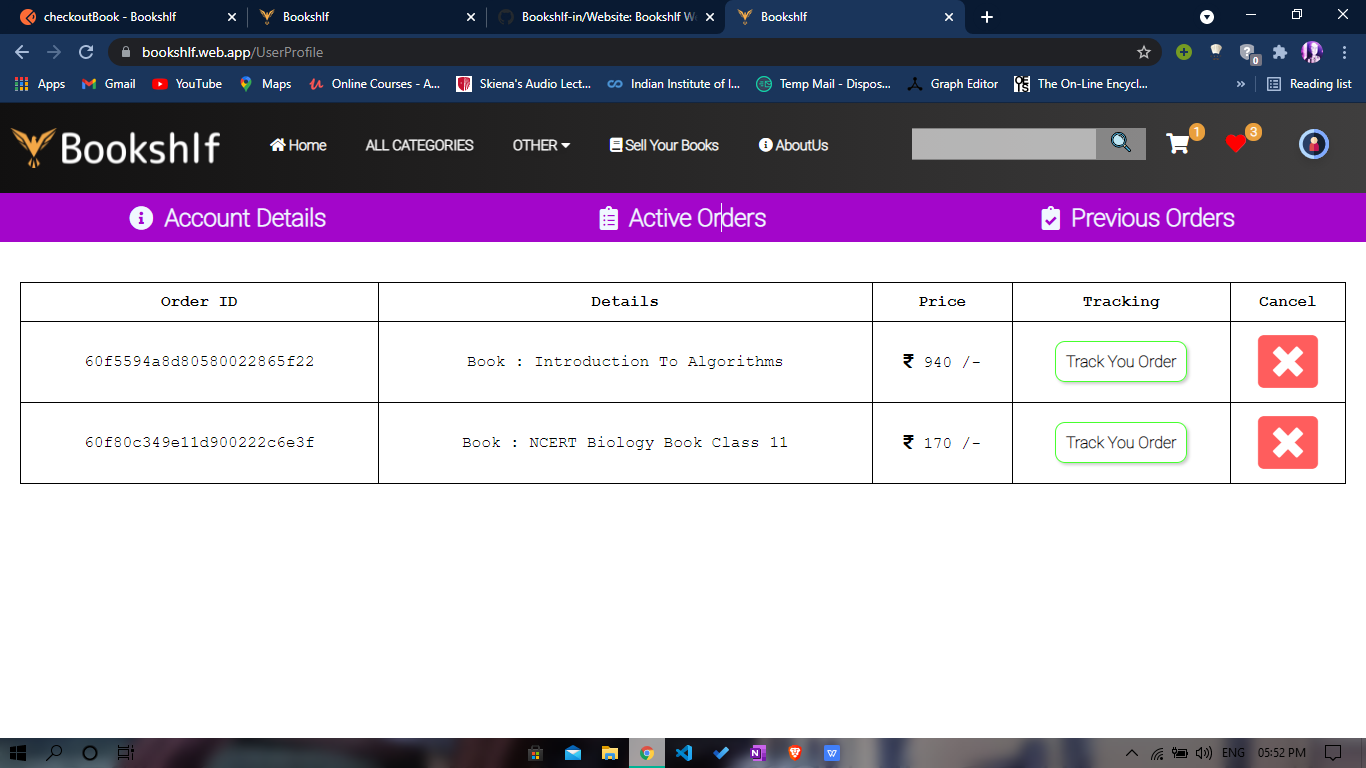 checkoutBook - Bookshlf
Bookshlf
Bookshlf-in/Website: Bookshlf W
Bookshlf
bookshlf.web.app/UserProfile
0
Apps
Gmail
YouTube
Maps
Online Courses - A...
Skiena's Audio Lect...
Indian Institute of I...
Temp Mail - Dispos...
Graph Editor
The On-Line Encycl...
»
Reading list
Bookshlf
Home
ALL CATEGORIES
OTHER
Sell Your Books
AboutUs
1
3
Account Details
Active Orders
Previous Orders
Order ID Details Price Tracking Cancel
60f5594a8d80580022865f22 Book : Introduction To Algorithms ₹ 940 /- Track You Order
60f80c349e11d900222c6e3f Book : NCERT Biology Book Class 11 ₹ 170 /- Track You Order
ENG 05:52 PM